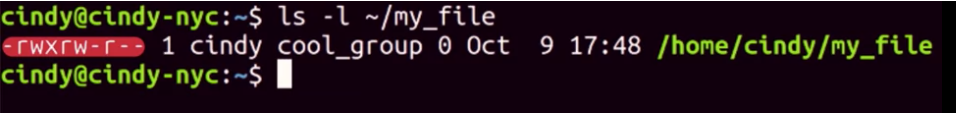 cindy@cindy-nyc:~$ ls -l ~/my_file
-rwxrw-r-- 1 cindy cool_group 0 Oct  9 17:48 /home/cindy/my_file
cindy@cindy-nyc:~$